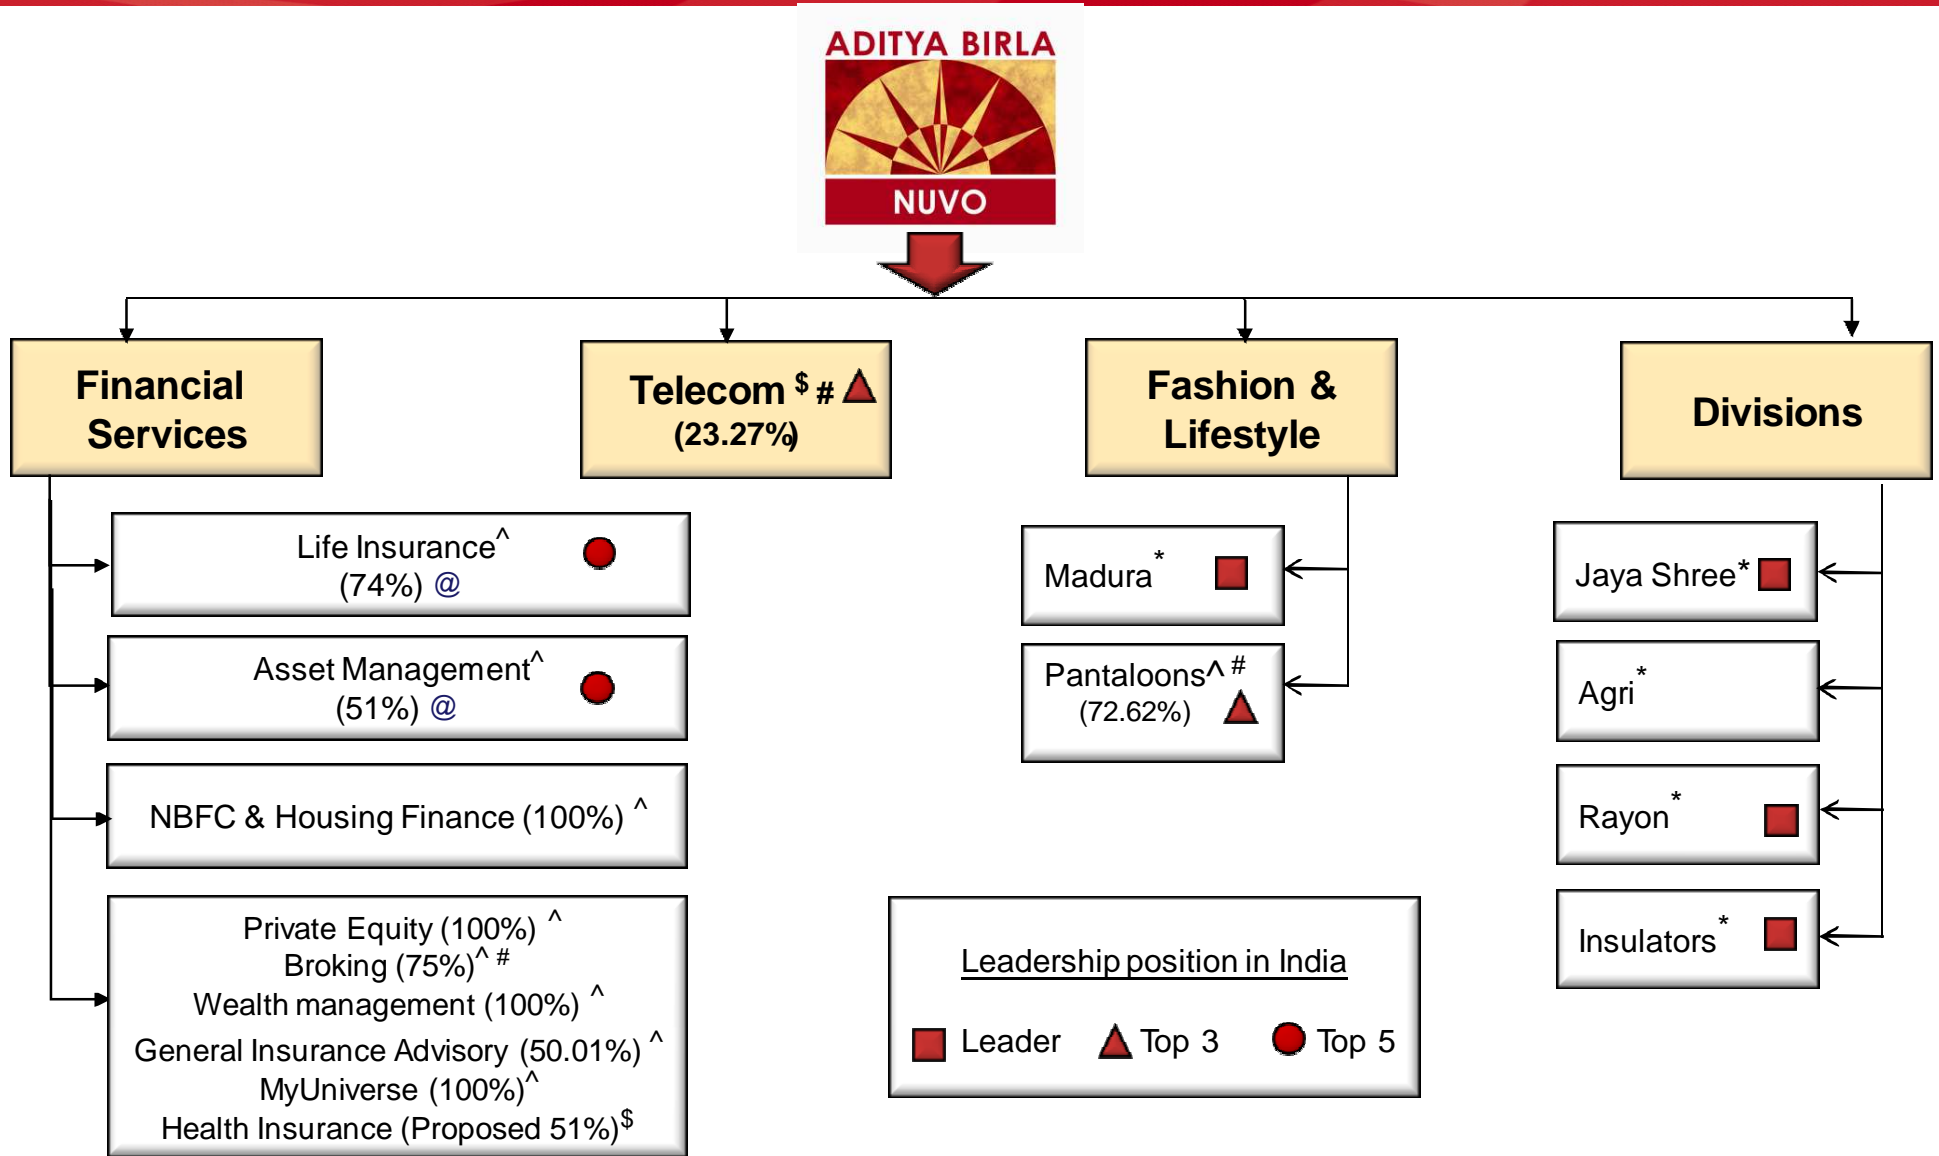 ADITYA BIRLA
NUVO
Financial
Services
Telecom $ #
(23.27%)
Fashion &
Lifestyle
Divisions
Life Insurance^
(74%) @
Asset Management^
(51%) @
NBFC & Housing Finance (100%) ^
Private Equity (100%) ^
Broking (75%)^ #
Wealth management (100%) ^
General Insurance Advisory (50.01%) ^
MyUniverse (100%)^
Health Insurance (Proposed 51%)$
Madura*
Pantaloons^ #
(72.62%)
Jaya Shree*
Agri*
Rayon*
Insulators*
Leadership position in India
Leader Top 3 Top 5